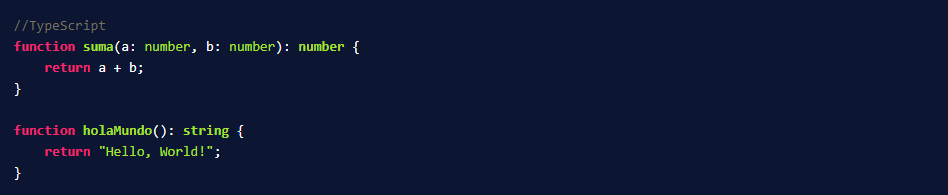 //TypeScript
function suma(a: number, b: number): number {
    return a + b;
}

function holaMundo(): string {
    return "Hello, World!";
}